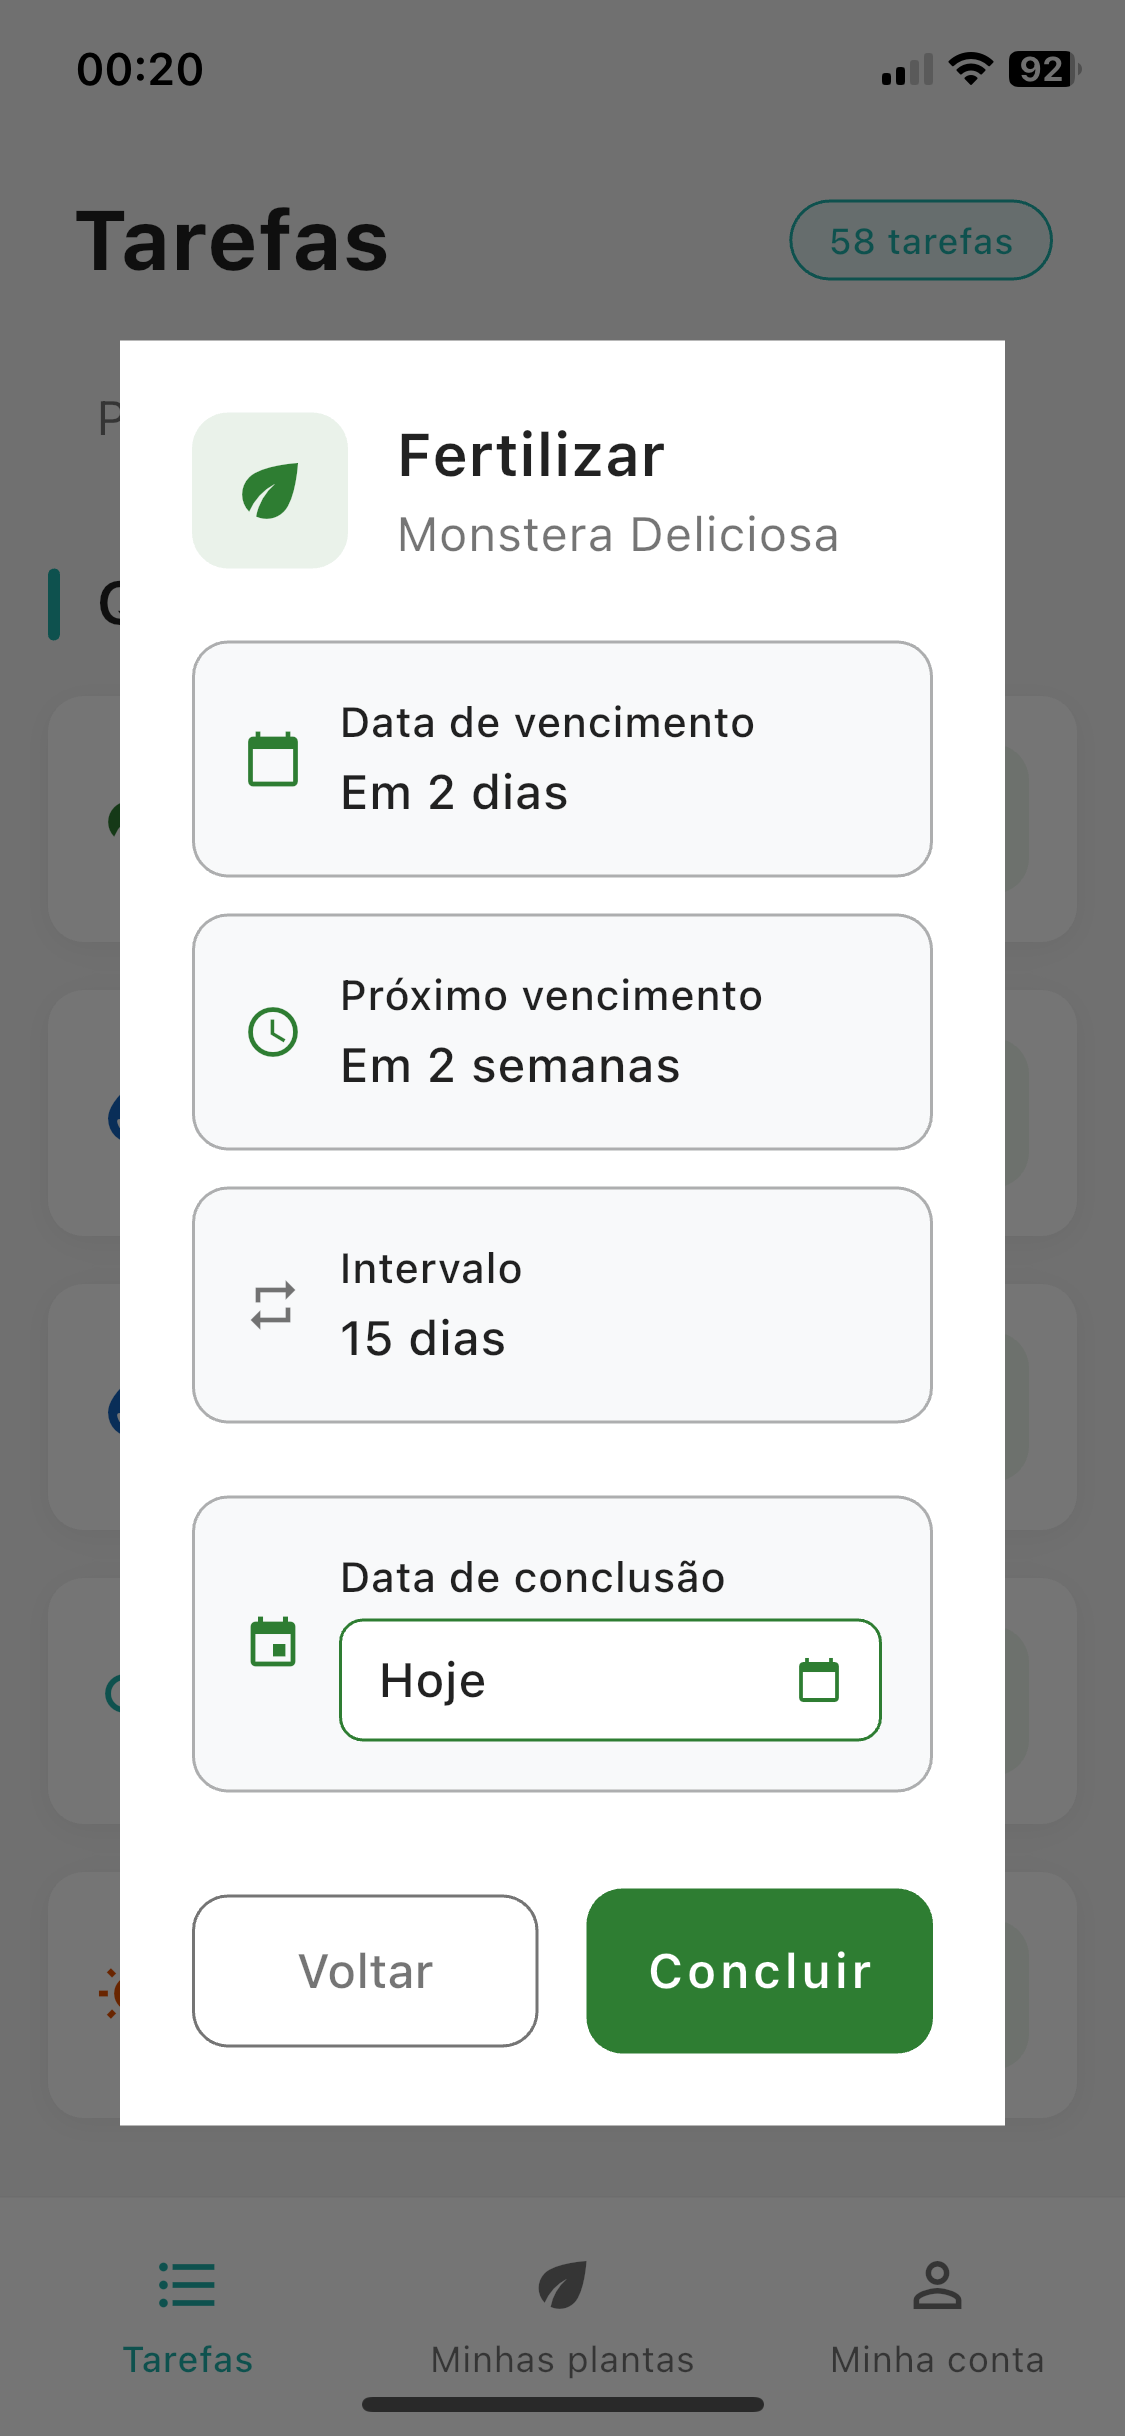 00:20
92
Tarefas
58 tarefas
Fertilizar
Monstera Deliciosa
Data de vencimento
Em 2 dias
Próximo vencimento
Em 2 semanas
Intervalo
15 dias
Data de conclusão
Hoje
Voltar
Concluir
Tarefas
Minhas plantas
Minha conta